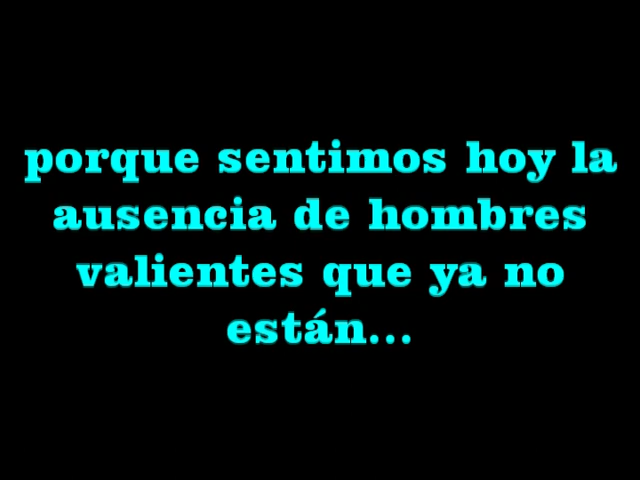 porque sentimos hoy la
ausencia de hombres
valientes que ya no
están...